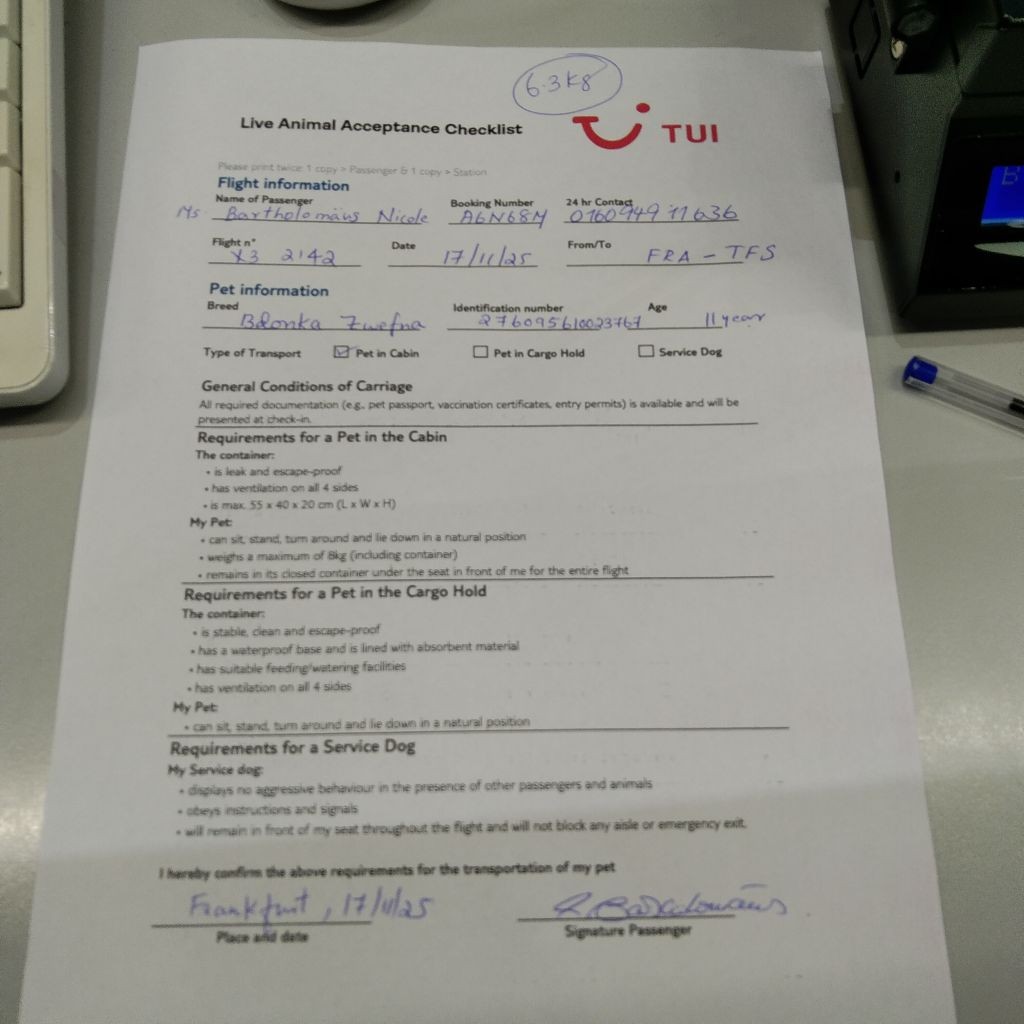 6.3 kg
Live Animal Acceptance Checklist
TUI
Please print twice: 1 copy > Passenger & 1 copy > Station
Flight information
Name of Passenger Booking Number 24 hr Contact
Ms. Bartholomäus Nicole A6N68M
Flight n° Date From/To
X3 2142 17/11/25 FRA - TFS
Pet information
Breed Identification number Age
276095610023767 11 year
Type of Transport Pet in Cabin Pet in Cargo Hold Service Dog
General Conditions of Carriage
All required documentation (e.g., pet passport, vaccination certificates, entry permits) is available and will be
presented at check-in.
Requirements for a Pet in the Cabin
The container:
• is leak and escape-proof
• has ventilation on all 4 sides
• is max. 55 x 40 x 20 cm (L x W x H)
My Pet:
• can sit, stand, turn around and lie down in a natural position
• weighs a maximum of 8kg (including container)
• remains in its closed container under the seat in front of me for the entire flight
Requirements for a Pet in the Cargo Hold
The container:
• is stable, clean and escape-proof
• has a waterproof base and is lined with absorbent material
• has suitable feeding/watering facilities
• has ventilation on all 4 sides
My Pet:
• can sit, stand, turn around and lie down in a natural position
Requirements for a Service Dog
My Service dog:
• displays no aggressive behaviour in the presence of other passengers and animals
• obeys instructions and signals
• will remain in front of my seat throughout the flight and will not block any aisle or emergency exit.
I hereby confirm the above requirements for the transportation of my pet
Frankfurt, 17/11/25
Place and date Signature Passenger